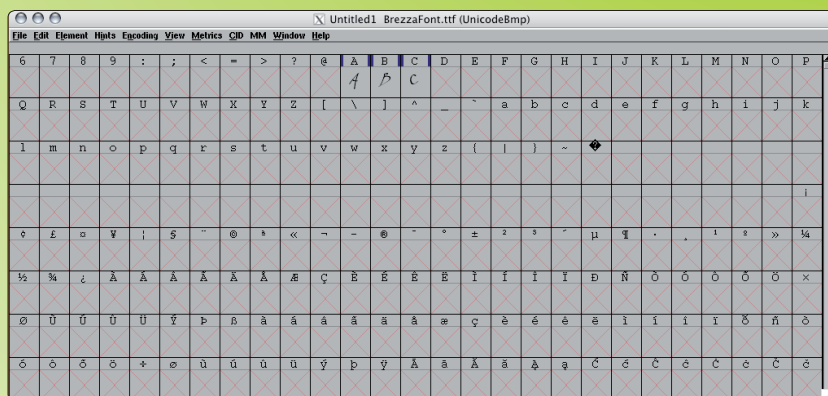 Untitled1 BrezzaFont.ttf (UnicodeBmp)
File Edit Element Hints Encoding View Metrics CID MM Window Help
6 7 8 9 : ; < = > ? @ A B C D E F G H I J K L M N O P
A B C
Q R S T U V W X Y Z [ \ ] ^ _ ` a b c d e f g h i j k
l m n o p q r s t u v w x y z { | } ~ �
¡
¢ £ ¤ ¥ ¦ § ¨ © ª « ¬ - ® ¯ ° ± ² ³ ´ µ ¶ · ¸ ¹ º » ¼
½ ¾ ¿ À Á Â Ã Ä Å Æ Ç È É Ê Ë Ì Í Î Ï Ð Ñ Ò Ó Ô Õ Ö ×
Ø Ù Ú Û Ü Ý Þ ß à á â ã ä å æ ç è é ê ë ì í î ï ð ñ ò
ó ô õ ö ÷ ø ù ú û ü ý þ ÿ Ā ā Ă ă Ą ą Ć ć Ĉ ĉ Ċ ċ Č č